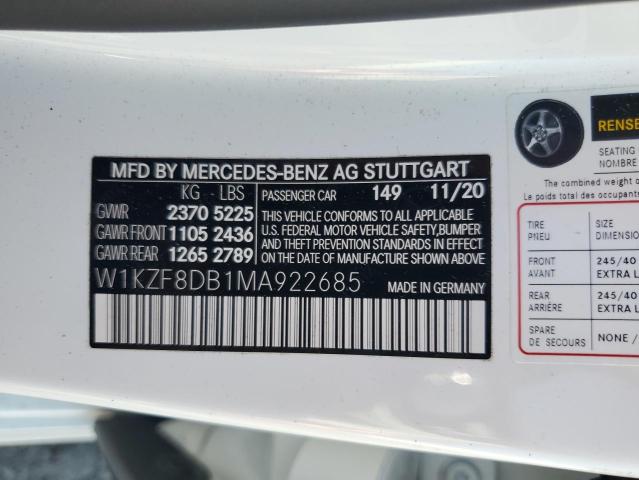 MFD BY MERCEDES-BENZ AG STUTTGART
KG LBS PASSENGER CAR 149 11/20
GVWR 2370 5225
GAWR FRONT 1105 2436
GAWR REAR 1265 2789
THIS VEHICLE CONFORMS TO ALL APPLICABLE
U.S. FEDERAL MOTOR VEHICLE SAFETY,BUMPER
AND THEFT PREVENTION STANDARDS IN EFFECT
ON THE DATE OF MANUFACTURE SHOWN ABOVE
W1KZF8DB1MA922685 MADE IN GERMANY
RENSE
SEATING
NOMBRE
The combined weight o
Le poids total des occupants
TIRE SIZE
PNEU DIMENSIO
FRONT 245/40
AVANT EXTRA L
REAR 245/40
ARRIÈRE EXTRA L
SPARE NONE /
DE SECOURS